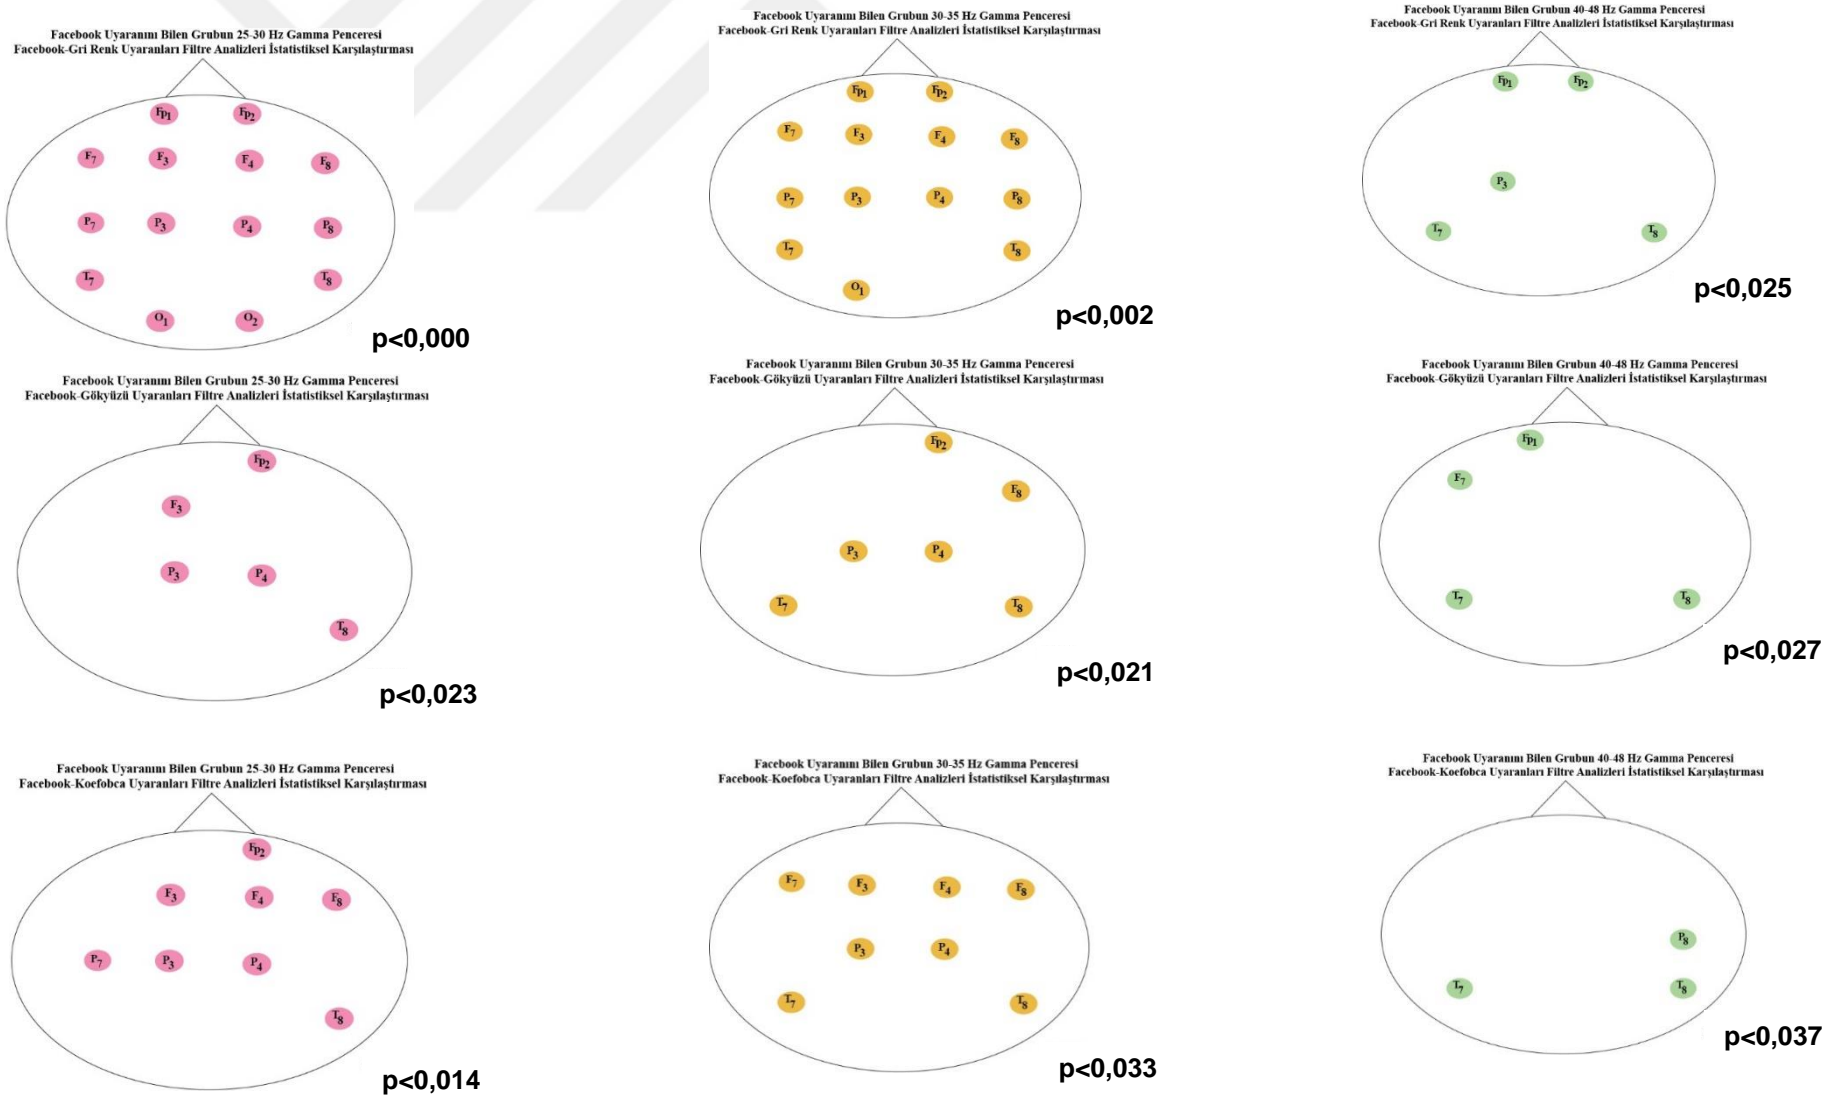 Facebook Uyaranını Bilen Grubun 25-30 Hz Gamma Penceresi
Facebook-Gri Renk Uyaranları Filtre Analizleri İstatistiksel Karşılaştırması
Fp1 Fp2
F7 F3 F4 F8
P7 P3 P4 P8
T7 T8
O1 O2
p<0,000
Facebook Uyaranını Bilen Grubun 30-35 Hz Gamma Penceresi
Facebook-Gri Renk Uyaranları Filtre Analizleri İstatistiksel Karşılaştırması
Fp1 Fp2
F7 F3 F4 F8
P7 P3 P4 P8
T7 T8
O1
p<0,002
Facebook Uyaranını Bilen Grubun 40-48 Hz Gamma Penceresi
Facebook-Gri Renk Uyaranları Filtre Analizleri İstatistiksel Karşılaştırması
Fp1 Fp2
P3
T7 T8
p<0,025
Facebook Uyaranını Bilen Grubun 25-30 Hz Gamma Penceresi
Facebook-Gökyüzü Uyaranları Filtre Analizleri İstatistiksel Karşılaştırması
Fp2
F3
P3 P4
T8
p<0,023
Facebook Uyaranını Bilen Grubun 30-35 Hz Gamma Penceresi
Facebook-Gökyüzü Uyaranları Filtre Analizleri İstatistiksel Karşılaştırması
Fp2
F8
P3 P4
T7 T8
p<0,021
Facebook Uyaranını Bilen Grubun 40-48 Hz Gamma Penceresi
Facebook-Gökyüzü Uyaranları Filtre Analizleri İstatistiksel Karşılaştırması
Fp1
F7
T7 T8
p<0,027
Facebook Uyaranını Bilen Grubun 25-30 Hz Gamma Penceresi
Facebook-Koefobca Uyaranları Filtre Analizleri İstatistiksel Karşılaştırması
Fp2
F3 F4 F8
P7 P3 P4
T8
p<0,014
Facebook Uyaranını Bilen Grubun 30-35 Hz Gamma Penceresi
Facebook-Koefobca Uyaranları Filtre Analizleri İstatistiksel Karşılaştırması
F7 F3 F4 F8
P3 P4
T7 T8
p<0,033
Facebook Uyaranını Bilen Grubun 40-48 Hz Gamma Penceresi
Facebook-Koefobca Uyaranları Filtre Analizleri İstatistiksel Karşılaştırması
P8
T7 T8
p<0,037